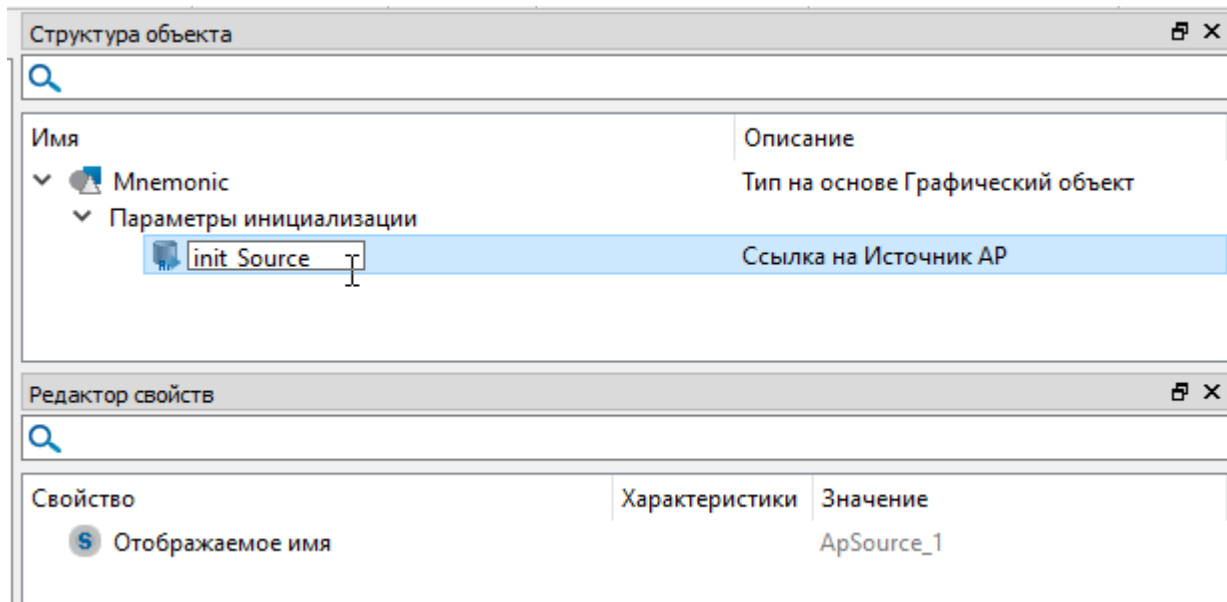 Структура объекта
Имя Описание
Mnemonic Тип на основе Графический объект
Параметры инициализации
init_Source Ссылка на Источник AP
Редактор свойств
Свойство Характеристики Значение
S Отображаемое имя ApSource_1